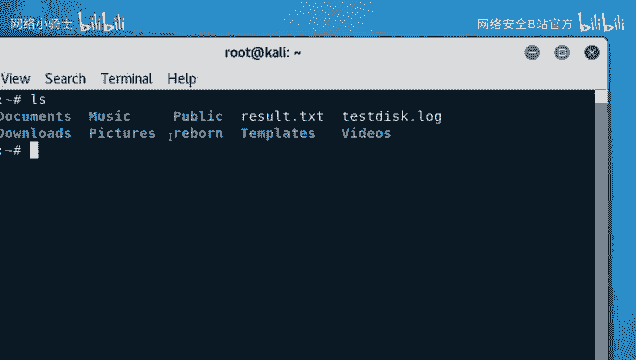 网络小骑士 bilibili 网络安全B站官方 bilibili
root@kali: ~
View Search Terminal Help
:~# ls
Documents Music Public result.txt testdisk.log
Downloads Pictures reborn Templates Videos
:~#